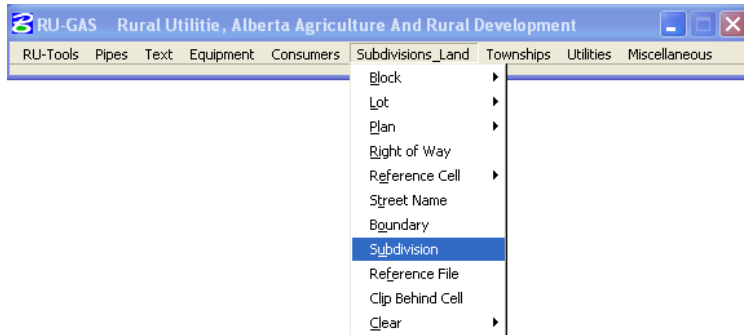 RU-GAS Rural Utilitie, Alberta Agriculture And Rural Development
RU-Tools Pipes Text Equipment Consumers Subdivisions_Land Townships Utilities Miscellaneous
Block
Lot
Plan
Right of Way
Reference Cell
Street Name
Boundary
Subdivision
Reference File
Clip Behind Cell
Clear